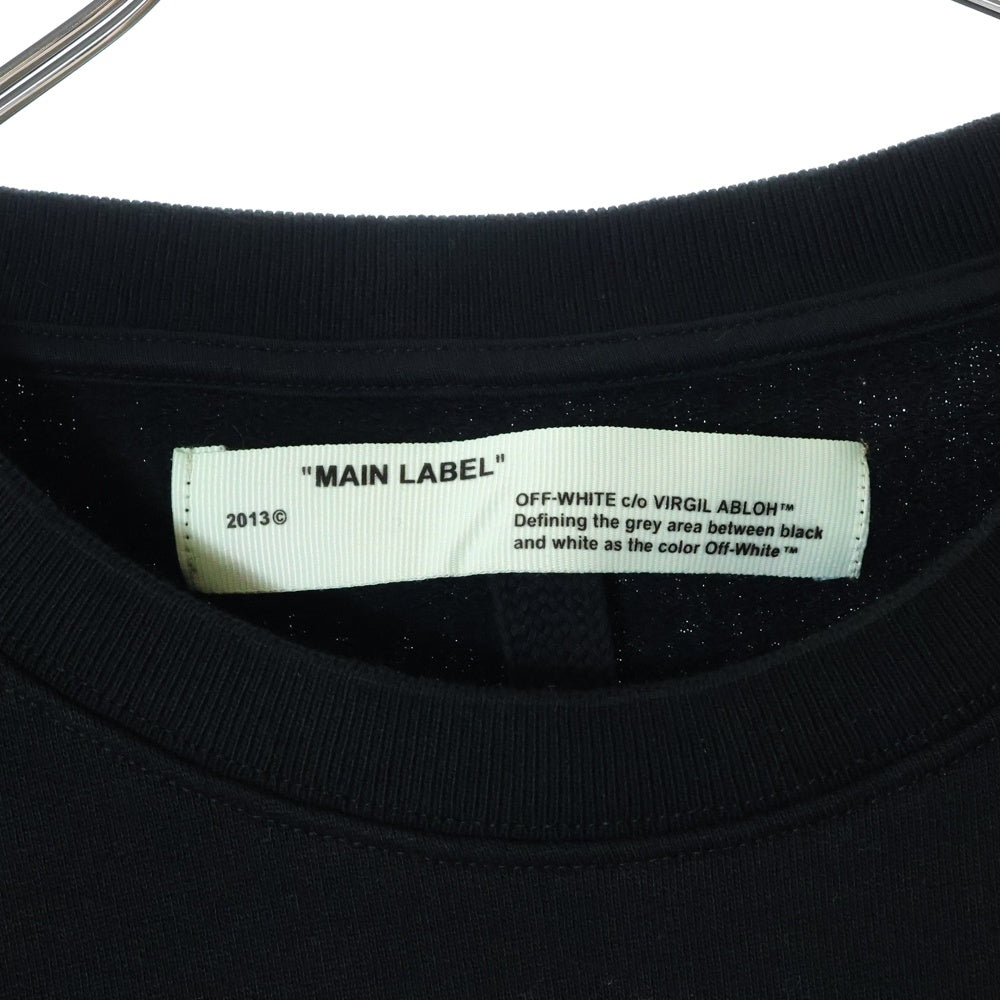 "MAIN LABEL"
2013©
OFF-WHITE c/o VIRGIL ABLOH™
Defining the grey area between black
and white as the color Off-White ™